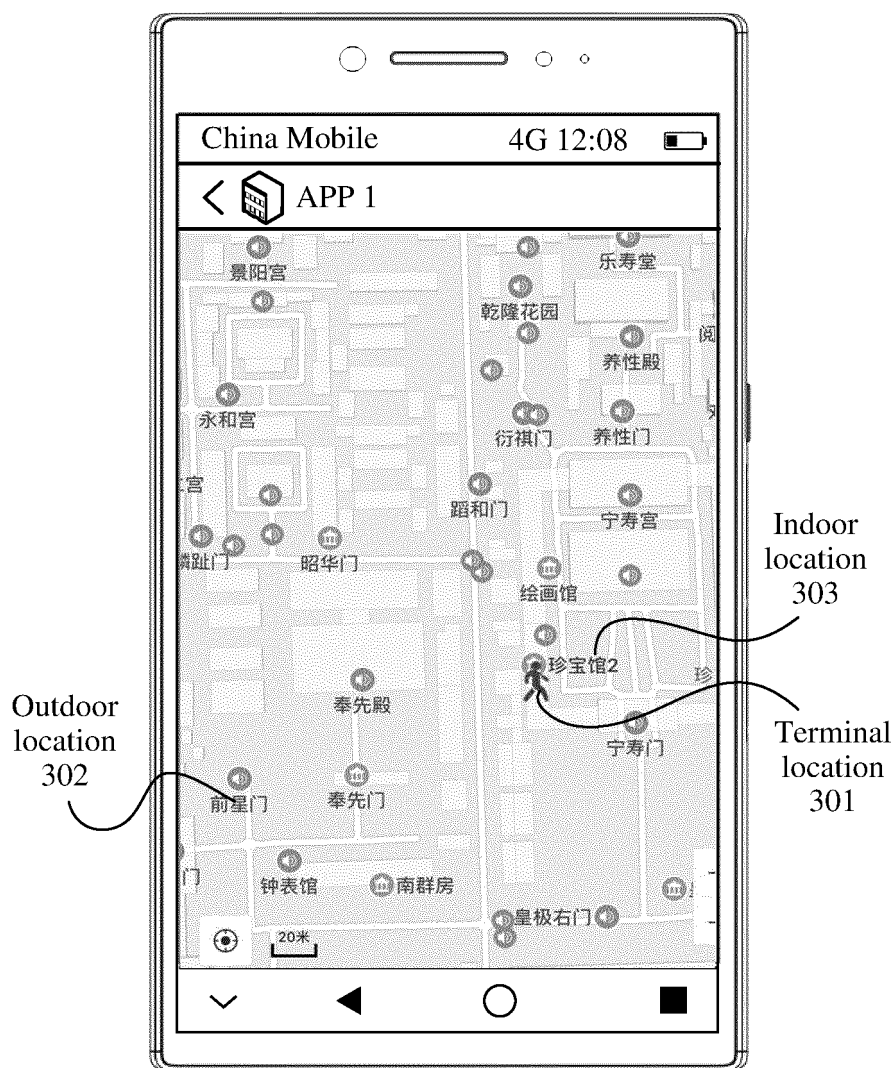 China Mobile 4G 12:08
APP 1
景阳宫
乐寿堂
乾隆花园
阅
养性殿
永和宫
衍祺门
养性门
宫
蹈和门
宁寿宫
Indoor
location
303
趾门
昭华门
绘画馆
珍宝馆2
珍
Outdoor
location
302
奉先殿
宁寿门
Terminal
location
301
前星门
奉先门
门
钟表馆
南群房
皇极右门
20米